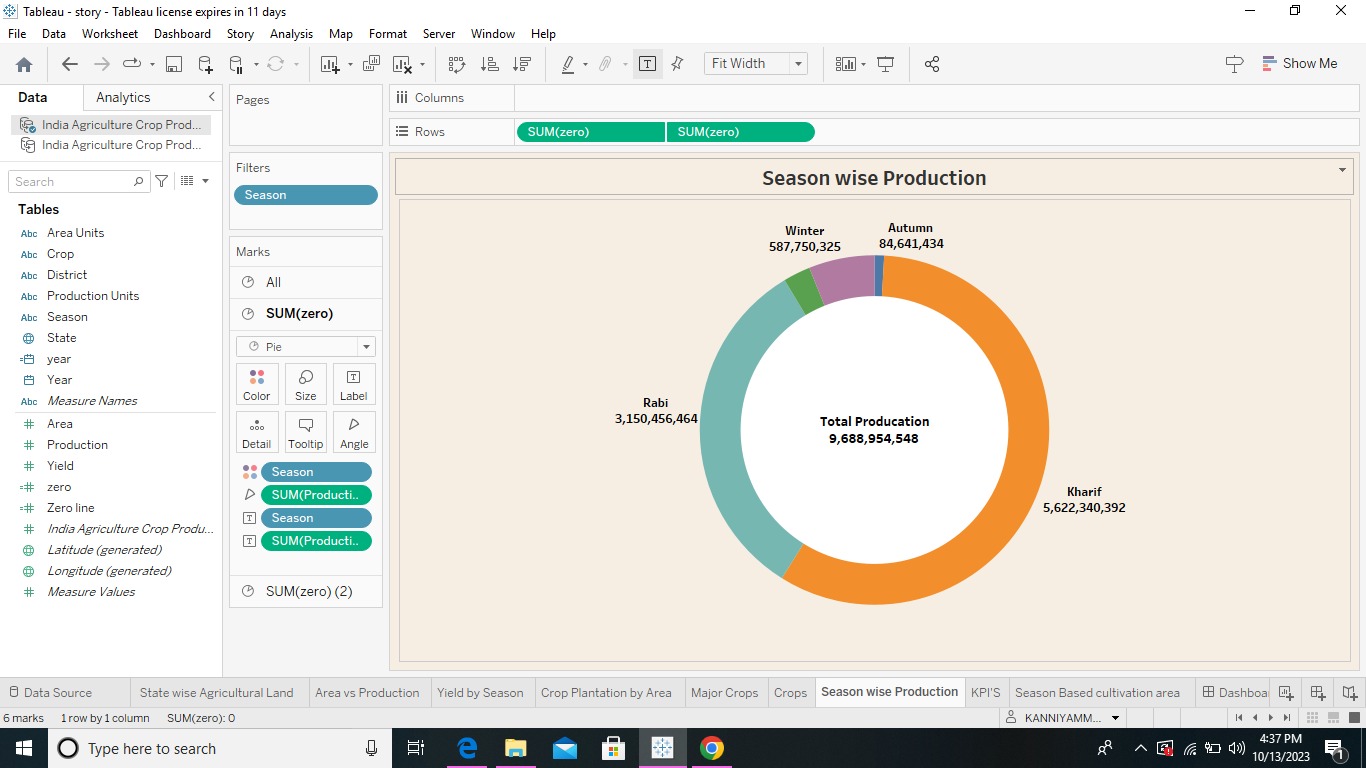 Tableau - story - Tableau license expires in 11 days
File Data Worksheet Dashboard Story Analysis Map Format Server Window Help
Fit Width
Show Me
Data Analytics
India Agriculture Crop Prod...
India Agriculture Crop Prod...
Search
Tables
Abc Area Units
Abc Crop
Abc District
Abc Production Units
Abc Season
State
year
Year
Abc Measure Names
Area
Production
Yield
zero
Zero line
India Agriculture Crop Produ...
Latitude (generated)
Longitude (generated)
Measure Values
Pages
Filters
Season
Marks
All
SUM(zero)
Pie
Color Size Label
Detail Tooltip Angle
Season
SUM(Producti..
Season
SUM(Producti..
SUM(zero) (2)
Columns
Rows SUM(zero) SUM(zero)
Season wise Production
Winter
587,750,325
Autumn
84,641,434
Rabi
3,150,456,464
Total Producation
9,688,954,548
Kharif
5,622,340,392
Data Source State wise Agricultural Land Area vs Production Yield by Season Crop Plantation by Area Major Crops Crops Season wise Production KPI'S Season Based cultivation area Dashboa
6 marks 1 row by 1 column SUM(zero): 0 KANNIYAMM...
Type here to search
4:37 PM
10/13/2023
1